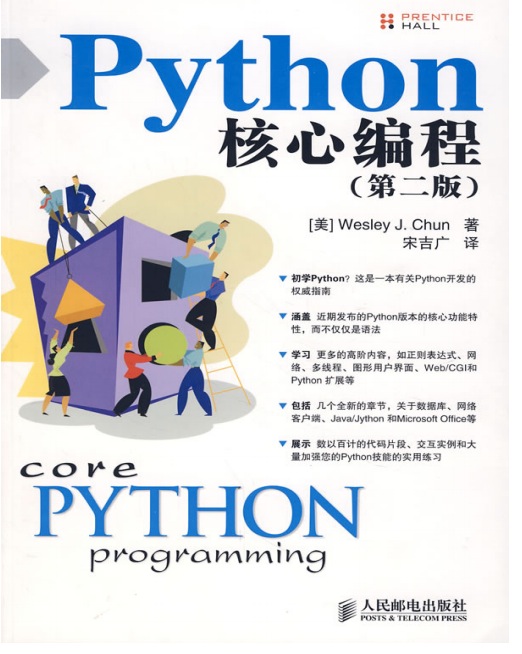 PRENTICE
HALL
Python
核心编程
（第二版）
[美] Wesley J. Chun 著
宋吉广 译
▼ 初学Python？这是一本有关Python开发的
权威指南
▼ 涵盖 近期发布的Python版本的核心功能特
性，而不仅仅是语法
▼ 学习 更多的高阶内容，如正则表达式、网
络、多线程、图形用户界面、Web/CGI和
Python 扩展等
▼ 包括 几个全新的章节，关于数据库、网络
客户端、Java/Jython 和Microsoft Office等
▼ 展示 数以百计的代码片段、交互实例和大
量加强您的Python技能的实用练习
core
PYTHON
programming
人民邮电出版社
POSTS & TELECOM PRESS